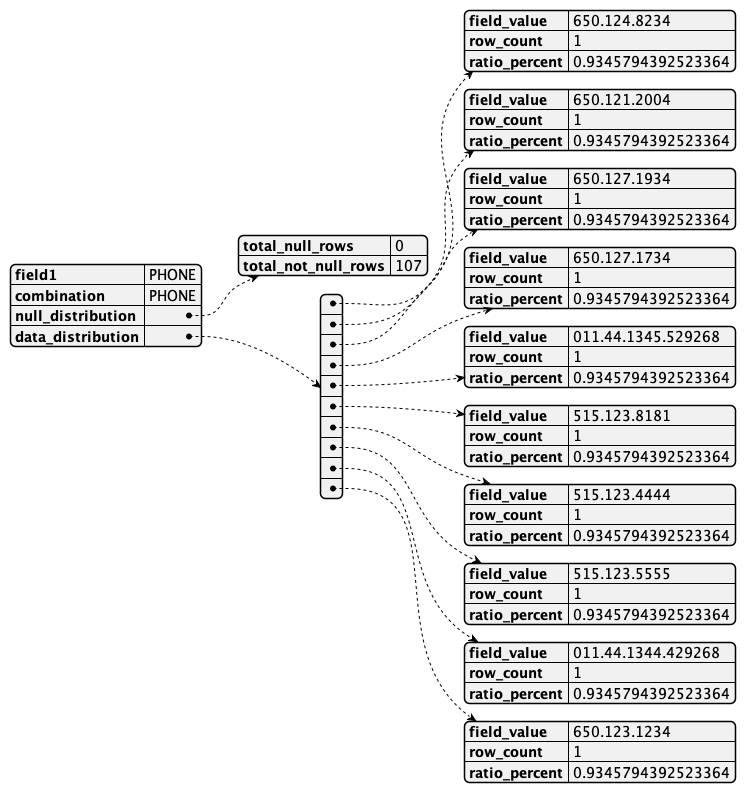 field1 PHONE
combination PHONE
null_distribution
data_distribution
total_null_rows 0
total_not_null_rows 107
field_value 650.124.8234
row_count 1
ratio_percent 0.9345794392523364
field_value 650.121.2004
row_count 1
ratio_percent 0.9345794392523364
field_value 650.127.1934
row_count 1
ratio_percent 0.9345794392523364
field_value 650.127.1734
row_count 1
ratio_percent 0.9345794392523364
field_value 011.44.1345.529268
row_count 1
ratio_percent 0.9345794392523364
field_value 515.123.8181
row_count 1
ratio_percent 0.9345794392523364
field_value 515.123.4444
row_count 1
ratio_percent 0.9345794392523364
field_value 515.123.5555
row_count 1
ratio_percent 0.9345794392523364
field_value 011.44.1344.429268
row_count 1
ratio_percent 0.9345794392523364
field_value 650.123.1234
row_count 1
ratio_percent 0.9345794392523364